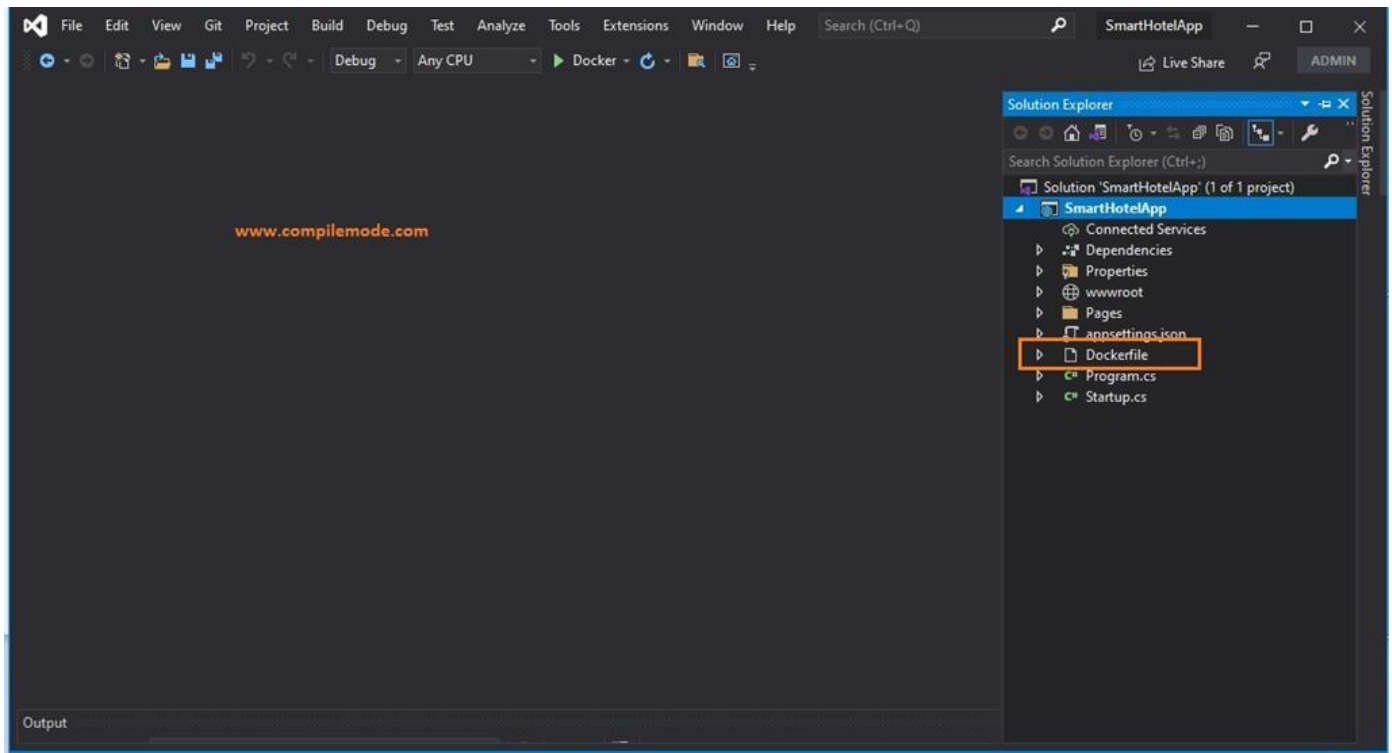 File Edit View Git Project Build Debug Test Analyze Tools Extensions Window Help Search (Ctrl+Q) SmartHotelApp
Debug Any CPU Docker Live Share ADMIN
Solution Explorer
Solution Explorer
Search Solution Explorer (Ctrl+;)
Solution 'SmartHotelApp' (1 of 1 project)
SmartHotelApp
Connected Services
Dependencies
Properties
wwwroot
Pages
appsettings.json
Dockerfile
C# Program.cs
C# Startup.cs
www.compilemode.com
Output